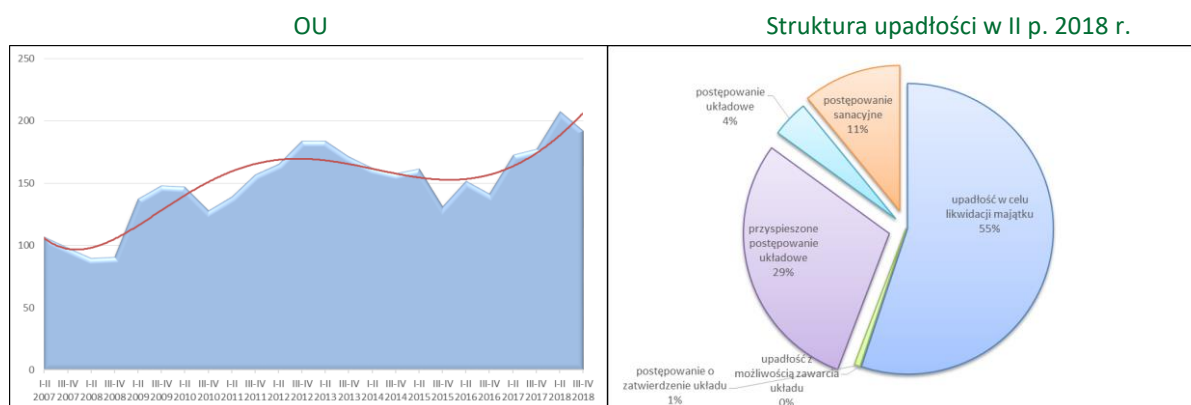 OU
Struktura upadłości w II p. 2018 r.
250
200
150
100
50
0
I-II III-IV I-II III-IV I-II III-IV I-II III-IV I-II III-IV I-II III-IV I-II III-IV I-II III-IV I-II III-IV I-II III-IV I-II III-IV I-II III-IV
2007 2007 2008 2008 2009 2009 2010 2010 2011 2011 2012 2012 2013 2013 2014 2014 2015 2015 2016 2016 2017 2017 2018 2018
postępowanie
układowe
4%
postępowanie
sanacyjne
11%
upadłość w celu
likwidacji majątku
55%
przyspieszone
postępowanie
układowe
29%
postępowanie o
zatwierdzenie układu
1%
upadłość z
możliwością zawarcia
układu
0%